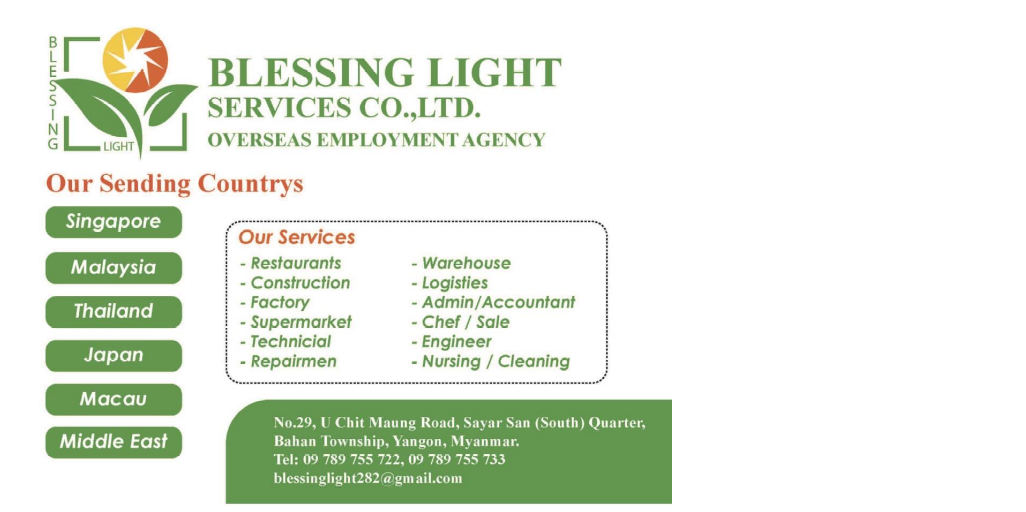 BLESSING
LIGHT
BLESSING LIGHT
SERVICES CO.,LTD.
OVERSEAS EMPLOYMENT AGENCY
Our Sending Countrys
Singapore
Malaysia
Thailand
Japan
Macau
Middle East
Our Services
- Restaurants
- Construction
- Factory
- Supermarket
- Technicial
- Repairmen
- Warehouse
- Logisties
- Admin/Accountant
- Chef / Sale
- Engineer
- Nursing / Cleaning
No.29, U Chit Maung Road, Sayar San (South) Quarter,
Bahan Township, Yangon, Myanmar.
Tel: 09 789 755 722, 09 789 755 733
blessinglight282@gmail.com